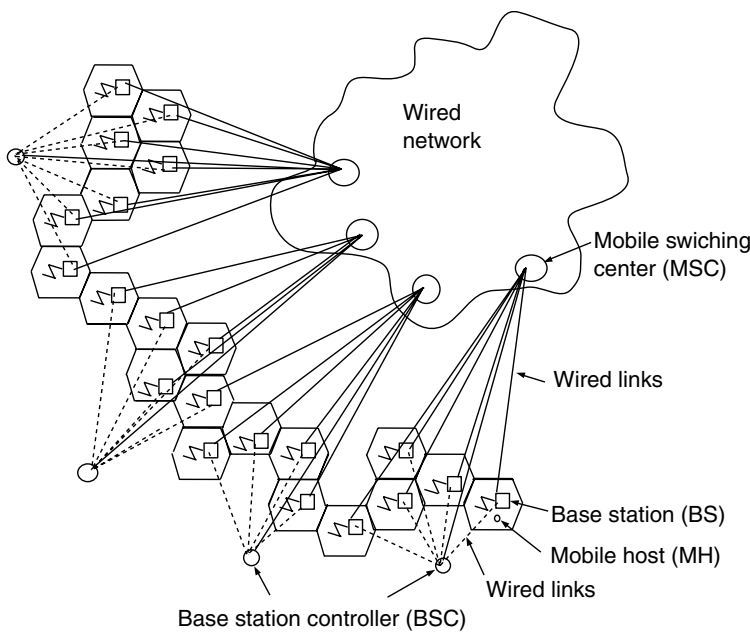 Wired
network
Mobile swiching
center (MSC)
Wired links
Base station (BS)
Mobile host (MH)
Wired links
Base station controller (BSC)